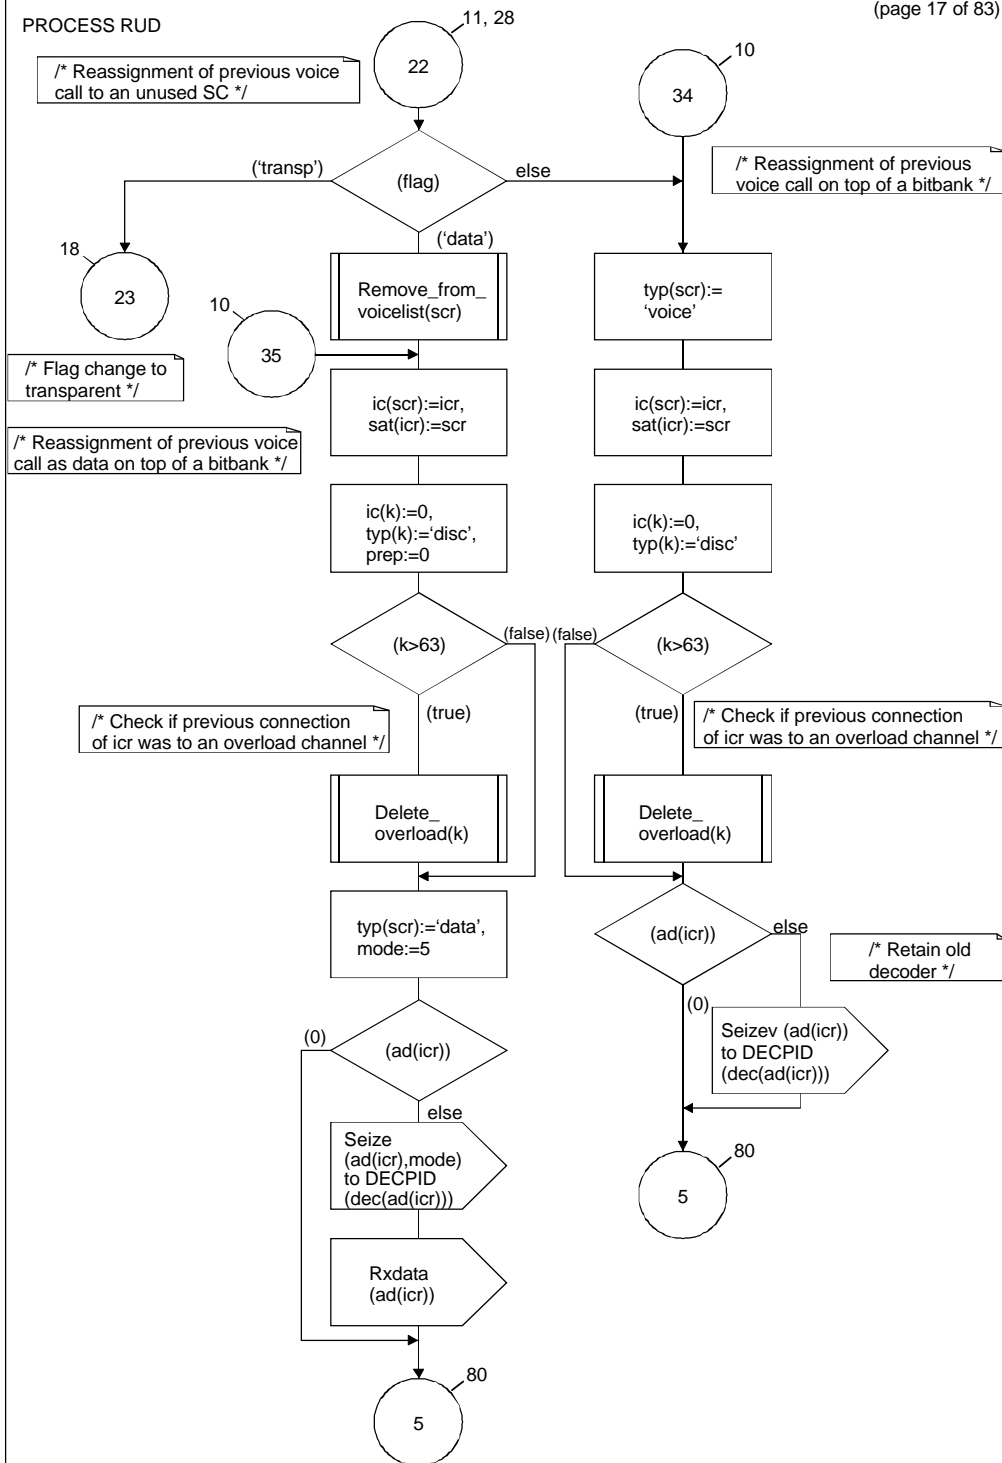 (page 17 of 83)
PROCESS RUD
11, 28
22
/* Reassignment of previous voice
call to an unused SC */
10
34
/* Reassignment of previous
voice call on top of a bitbank */
(‘transp’)
(flag)
else
(‘data’)
18
23
/* Flag change to
transparent */
Remove_from_
voicelist(scr)
typ(scr):=
‘voice’
10
35
/* Reassignment of previous voice
call as data on top of a bitbank */
ic(scr):=icr,
sat(icr):=scr
ic(scr):=icr,
sat(icr):=scr
ic(k):=0,
typ(k):=‘disc’,
prep:=0
ic(k):=0,
typ(k):=‘disc’
(k>63)
(false)
(false)
(k>63)
(true)
(true)
/* Check if previous connection
of icr was to an overload channel */
/* Check if previous connection
of icr was to an overload channel */
Delete_
overload(k)
Delete_
overload(k)
typ(scr):=‘data’,
mode:=5
(ad(icr))
else
/* Retain old
decoder */
(0)
Seizev (ad(icr))
to DECPID
(dec(ad(icr)))
(0)
(ad(icr))
else
Seize
(ad(icr),mode)
to DECPID
(dec(ad(icr)))
80
5
Rxdata
(ad(icr))
80
5